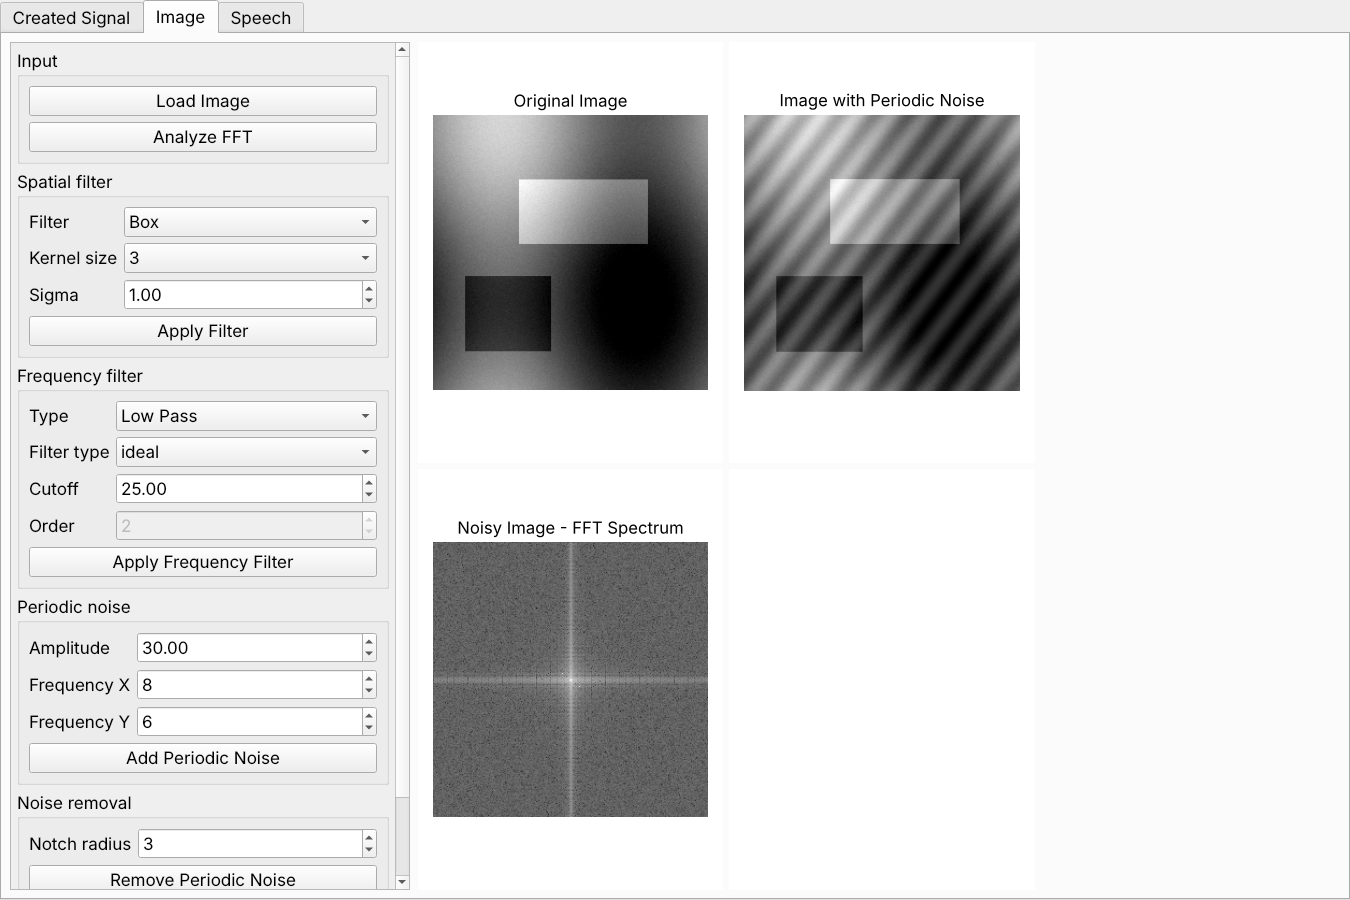 Created Signal Image Speech
Input
Load Image
Analyze FFT
Spatial filter
Filter Box
Kernel size 3
Sigma 1.00
Apply Filter
Frequency filter
Type Low Pass
Filter type ideal
Cutoff 25.00
Order 2
Apply Frequency Filter
Periodic noise
Amplitude 30.00
Frequency X 8
Frequency Y 6
Add Periodic Noise
Noise removal
Notch radius 3
Remove Periodic Noise
Original Image
Image with Periodic Noise
Noisy Image - FFT Spectrum